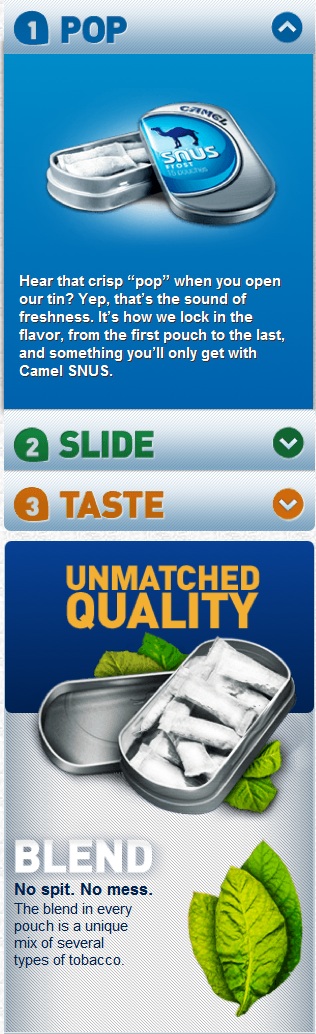 1 POP
CAMEL
SNUS
FROST
15 pouches
Hear that crisp “pop” when you open
our tin? Yep, that’s the sound of
freshness. It’s how we lock in the
flavor, from the first pouch to the last,
and something you’ll only get with
Camel SNUS.
2 SLIDE
3 TASTE
UNMATCHED
QUALITY
BLEND
No spit. No mess.
The blend in every
pouch is a unique
mix of several
types of tobacco.